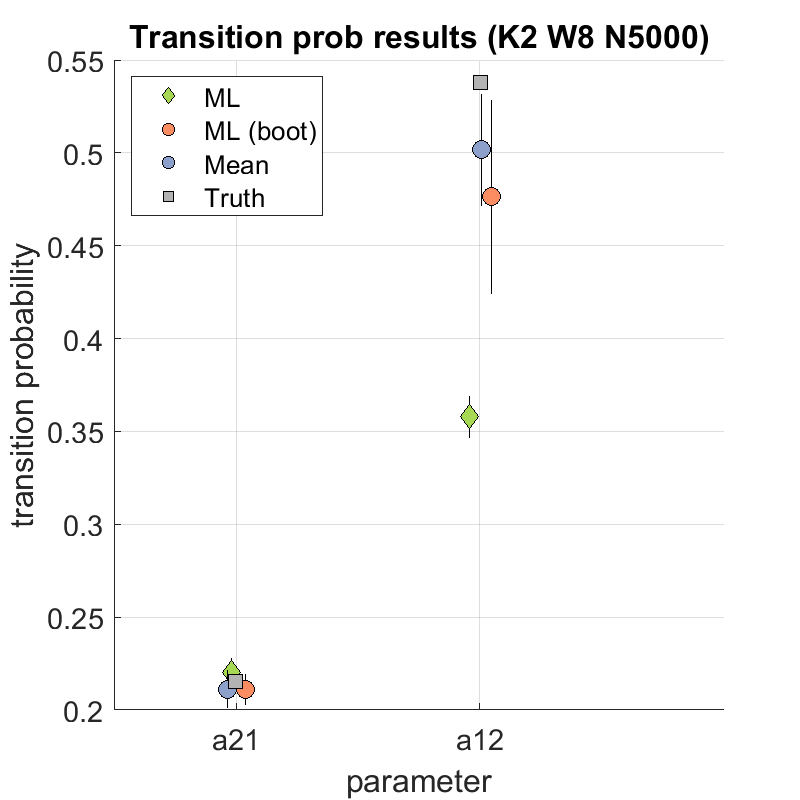 Transition prob results (K2 W8 N5000)
0.55
0.5
0.45
0.4
0.35
0.3
0.25
0.2
transition probability
ML
ML (boot)
Mean
Truth
a21
a12
parameter